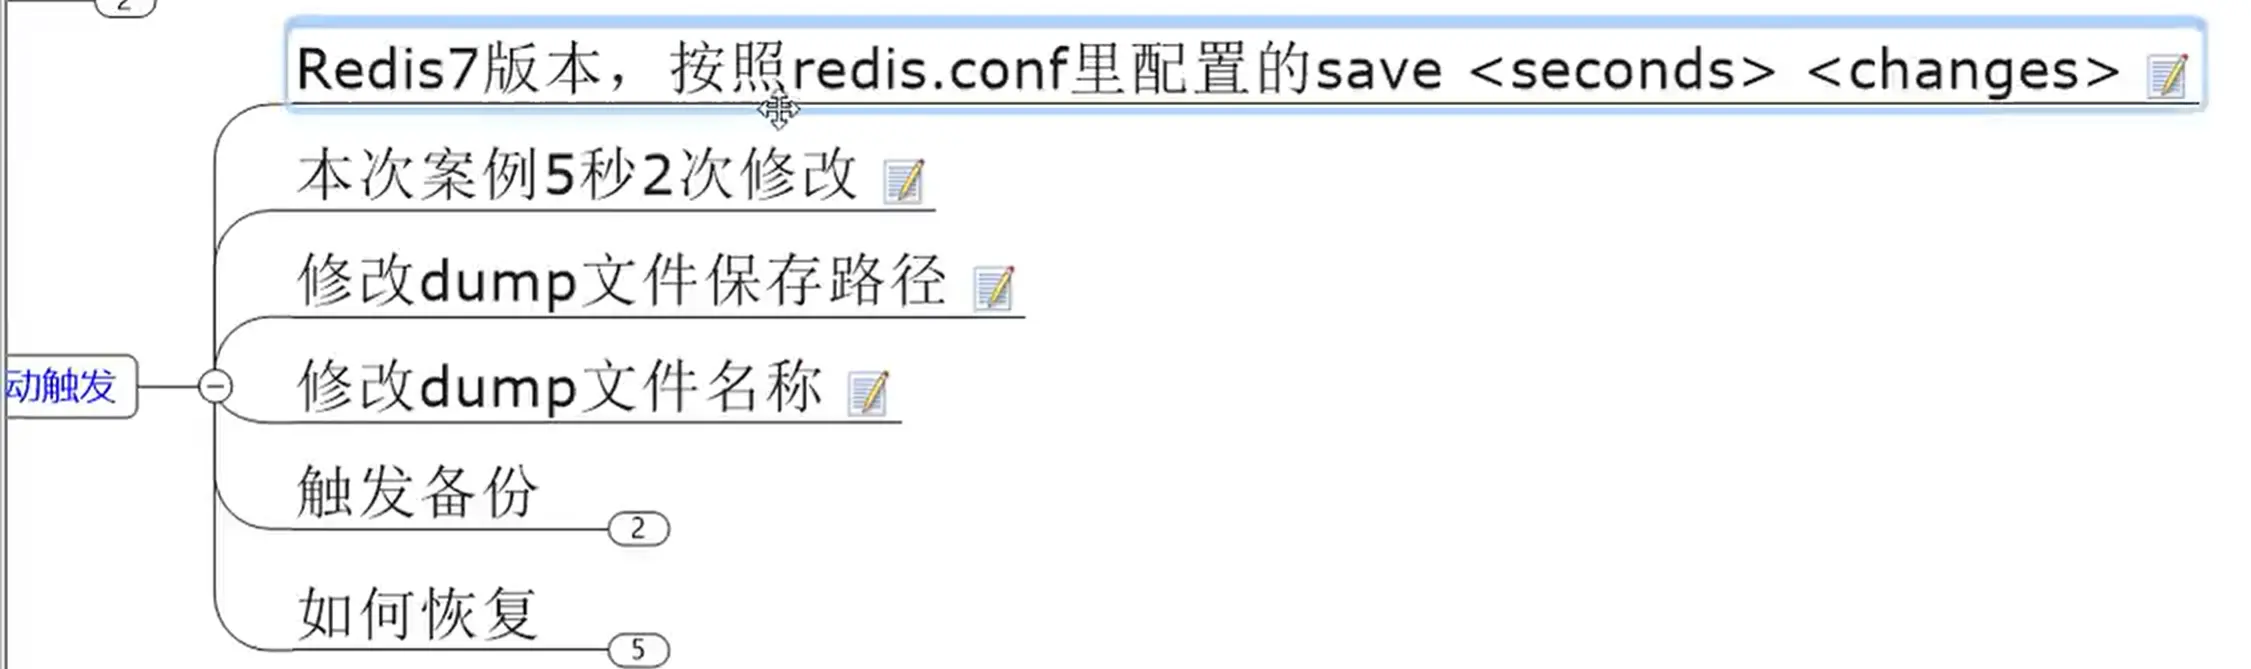 2
Redis7版本，按照redis.conf里配置的save <seconds> <changes>
本次案例5秒2次修改
修改dump文件保存路径
动触发
修改dump文件名称
触发备份
2
如何恢复
5